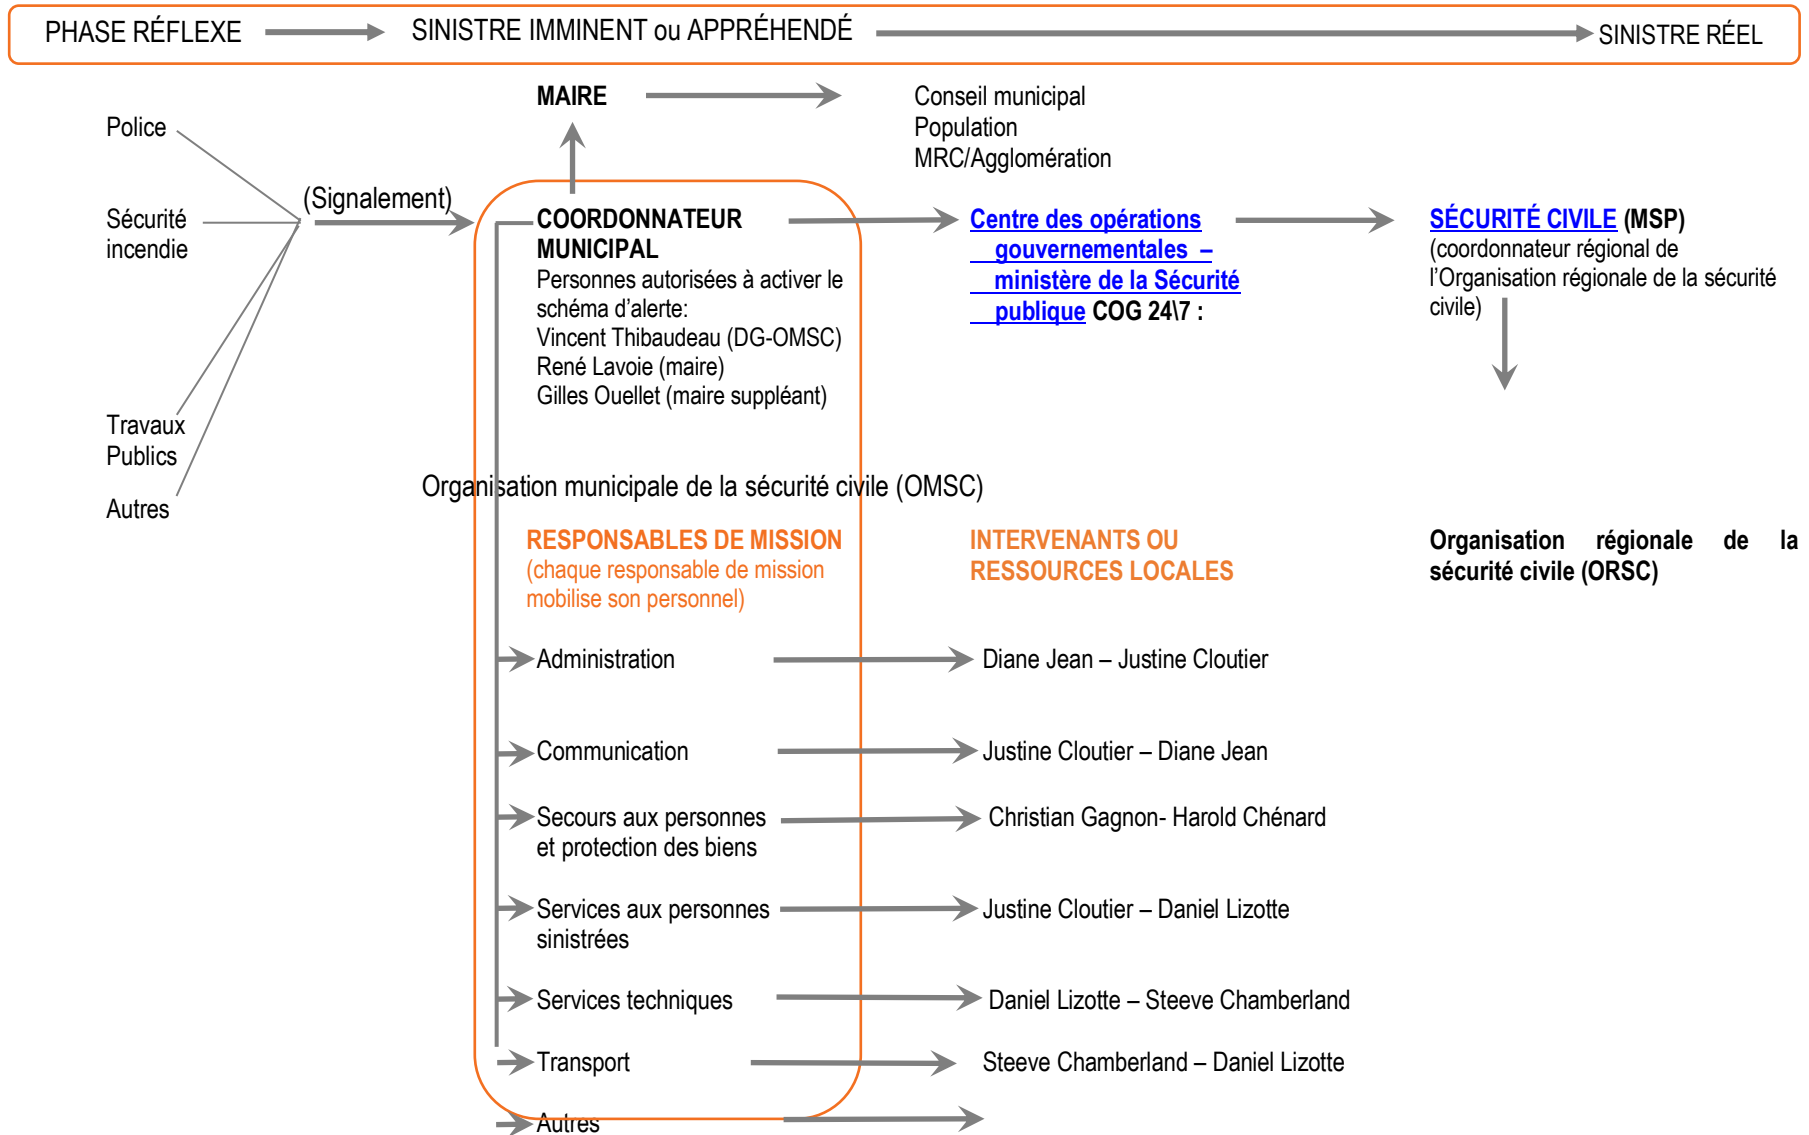 PHASE RÉFLEXE
SINISTRE IMMINENT ou APPRÉHENDÉ
SINISTRE RÉEL
MAIRE
Conseil municipal
Population
MRC/Agglomération
Police
Sécurité
incendie
Travaux
Publics
Autres
(Signalement)
COORDONNATEUR
MUNICIPAL
Personnes autorisées à activer le
schéma d’alerte:
Vincent Thibaudeau (DG-OMSC)
René Lavoie (maire)
Gilles Ouellet (maire suppléant)
Centre des opérations
gouvernementales –
ministère de la Sécurité
publique COG 24\7 :
SÉCURITÉ CIVILE (MSP)
(coordonnateur régional de
l’Organisation régionale de la sécurité
civile)
Organisation municipale de la sécurité civile (OMSC)
RESPONSABLES DE MISSION
(chaque responsable de mission
mobilise son personnel)
INTERVENANTS OU
RESSOURCES LOCALES
Organisation régionale de la
sécurité civile (ORSC)
Administration
Diane Jean – Justine Cloutier
Communication
Justine Cloutier – Diane Jean
Secours aux personnes
et protection des biens
Christian Gagnon- Harold Chénard
Services aux personnes
sinistrées
Justine Cloutier – Daniel Lizotte
Services techniques
Daniel Lizotte – Steeve Chamberland
Transport
Steeve Chamberland – Daniel Lizotte
Autres